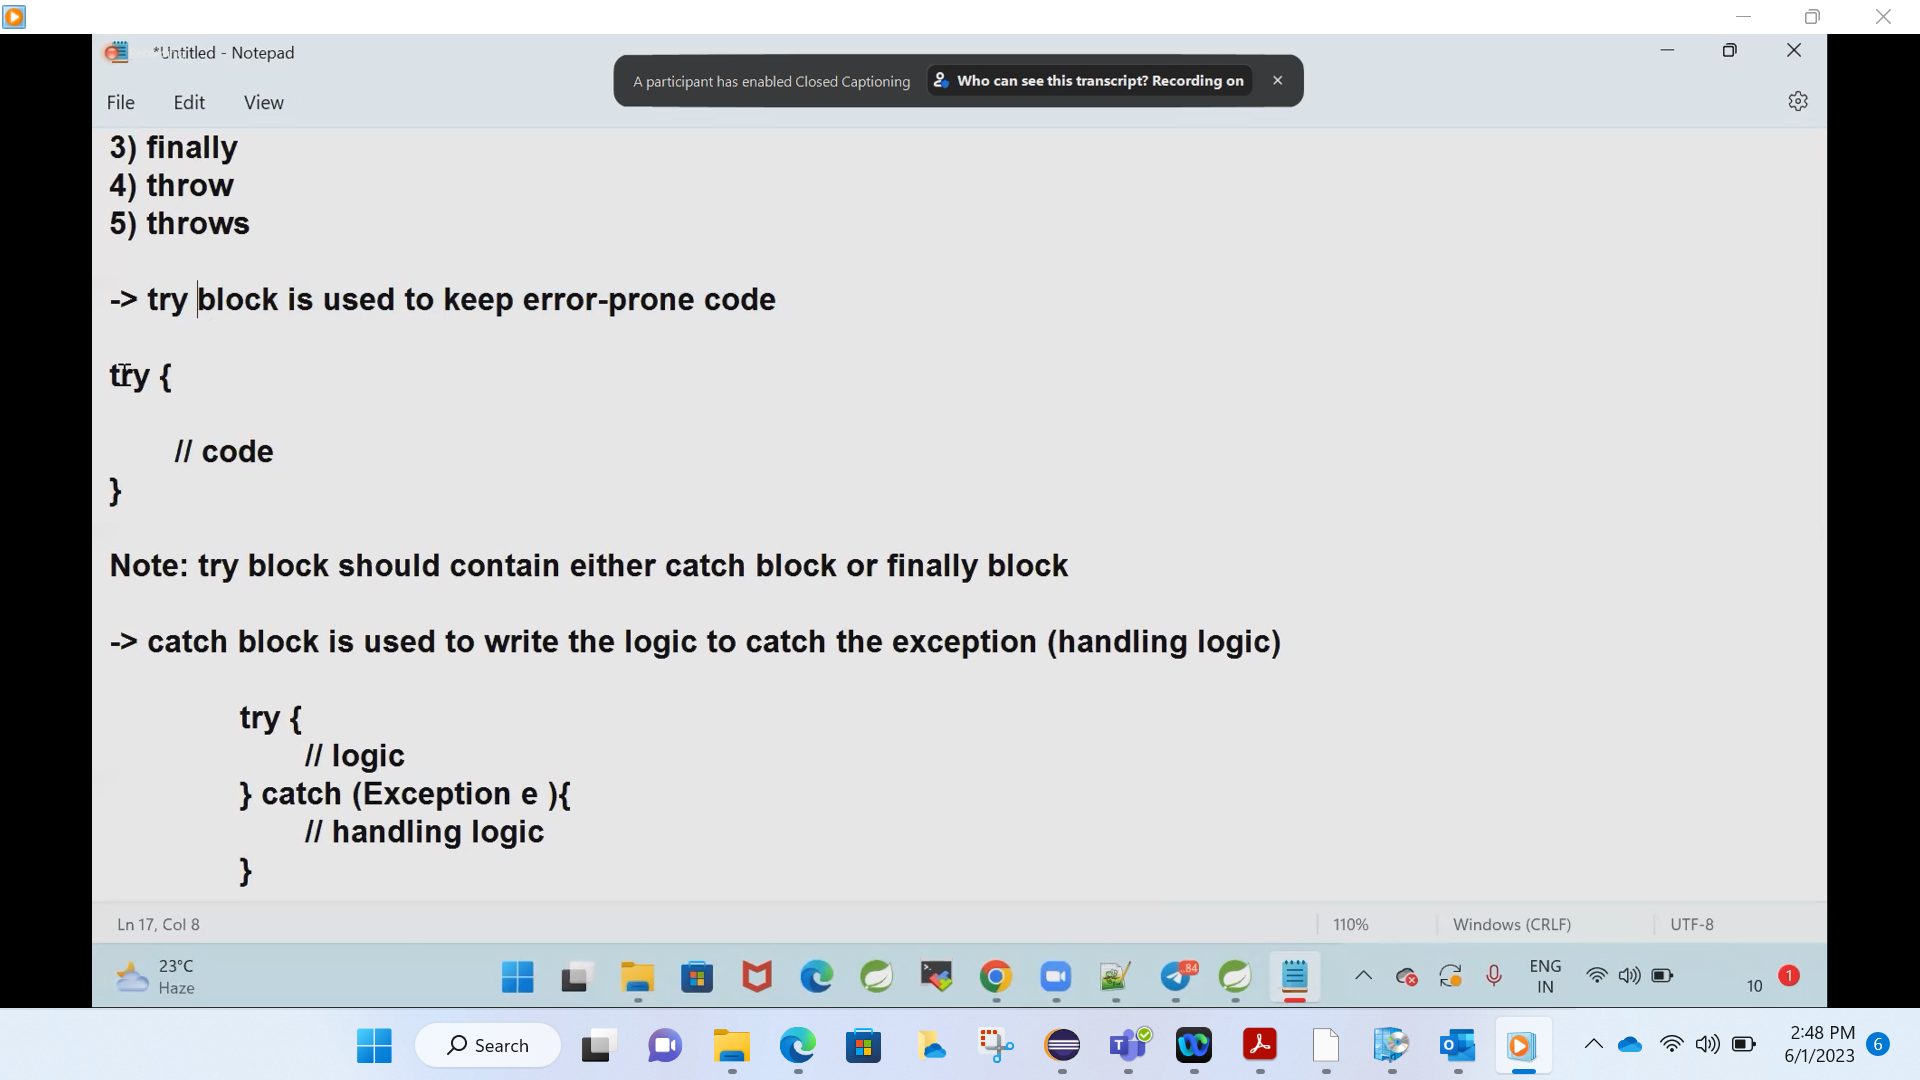 *Untitled - Notepad
A participant has enabled Closed Captioning
Who can see this transcript? Recording on
File Edit View
3) finally
4) throw
5) throws
-> try block is used to keep error-prone code
try {
// code
}
Note: try block should contain either catch block or finally block
-> catch block is used to write the logic to catch the exception (handling logic)
try {
// logic
} catch (Exception e ){
// handling logic
}
Ln 17, Col 8
110%
Windows (CRLF)
UTF-8
23°C
Haze
84
ENG
IN
10
1
Search
2:48 PM
6/1/2023
6